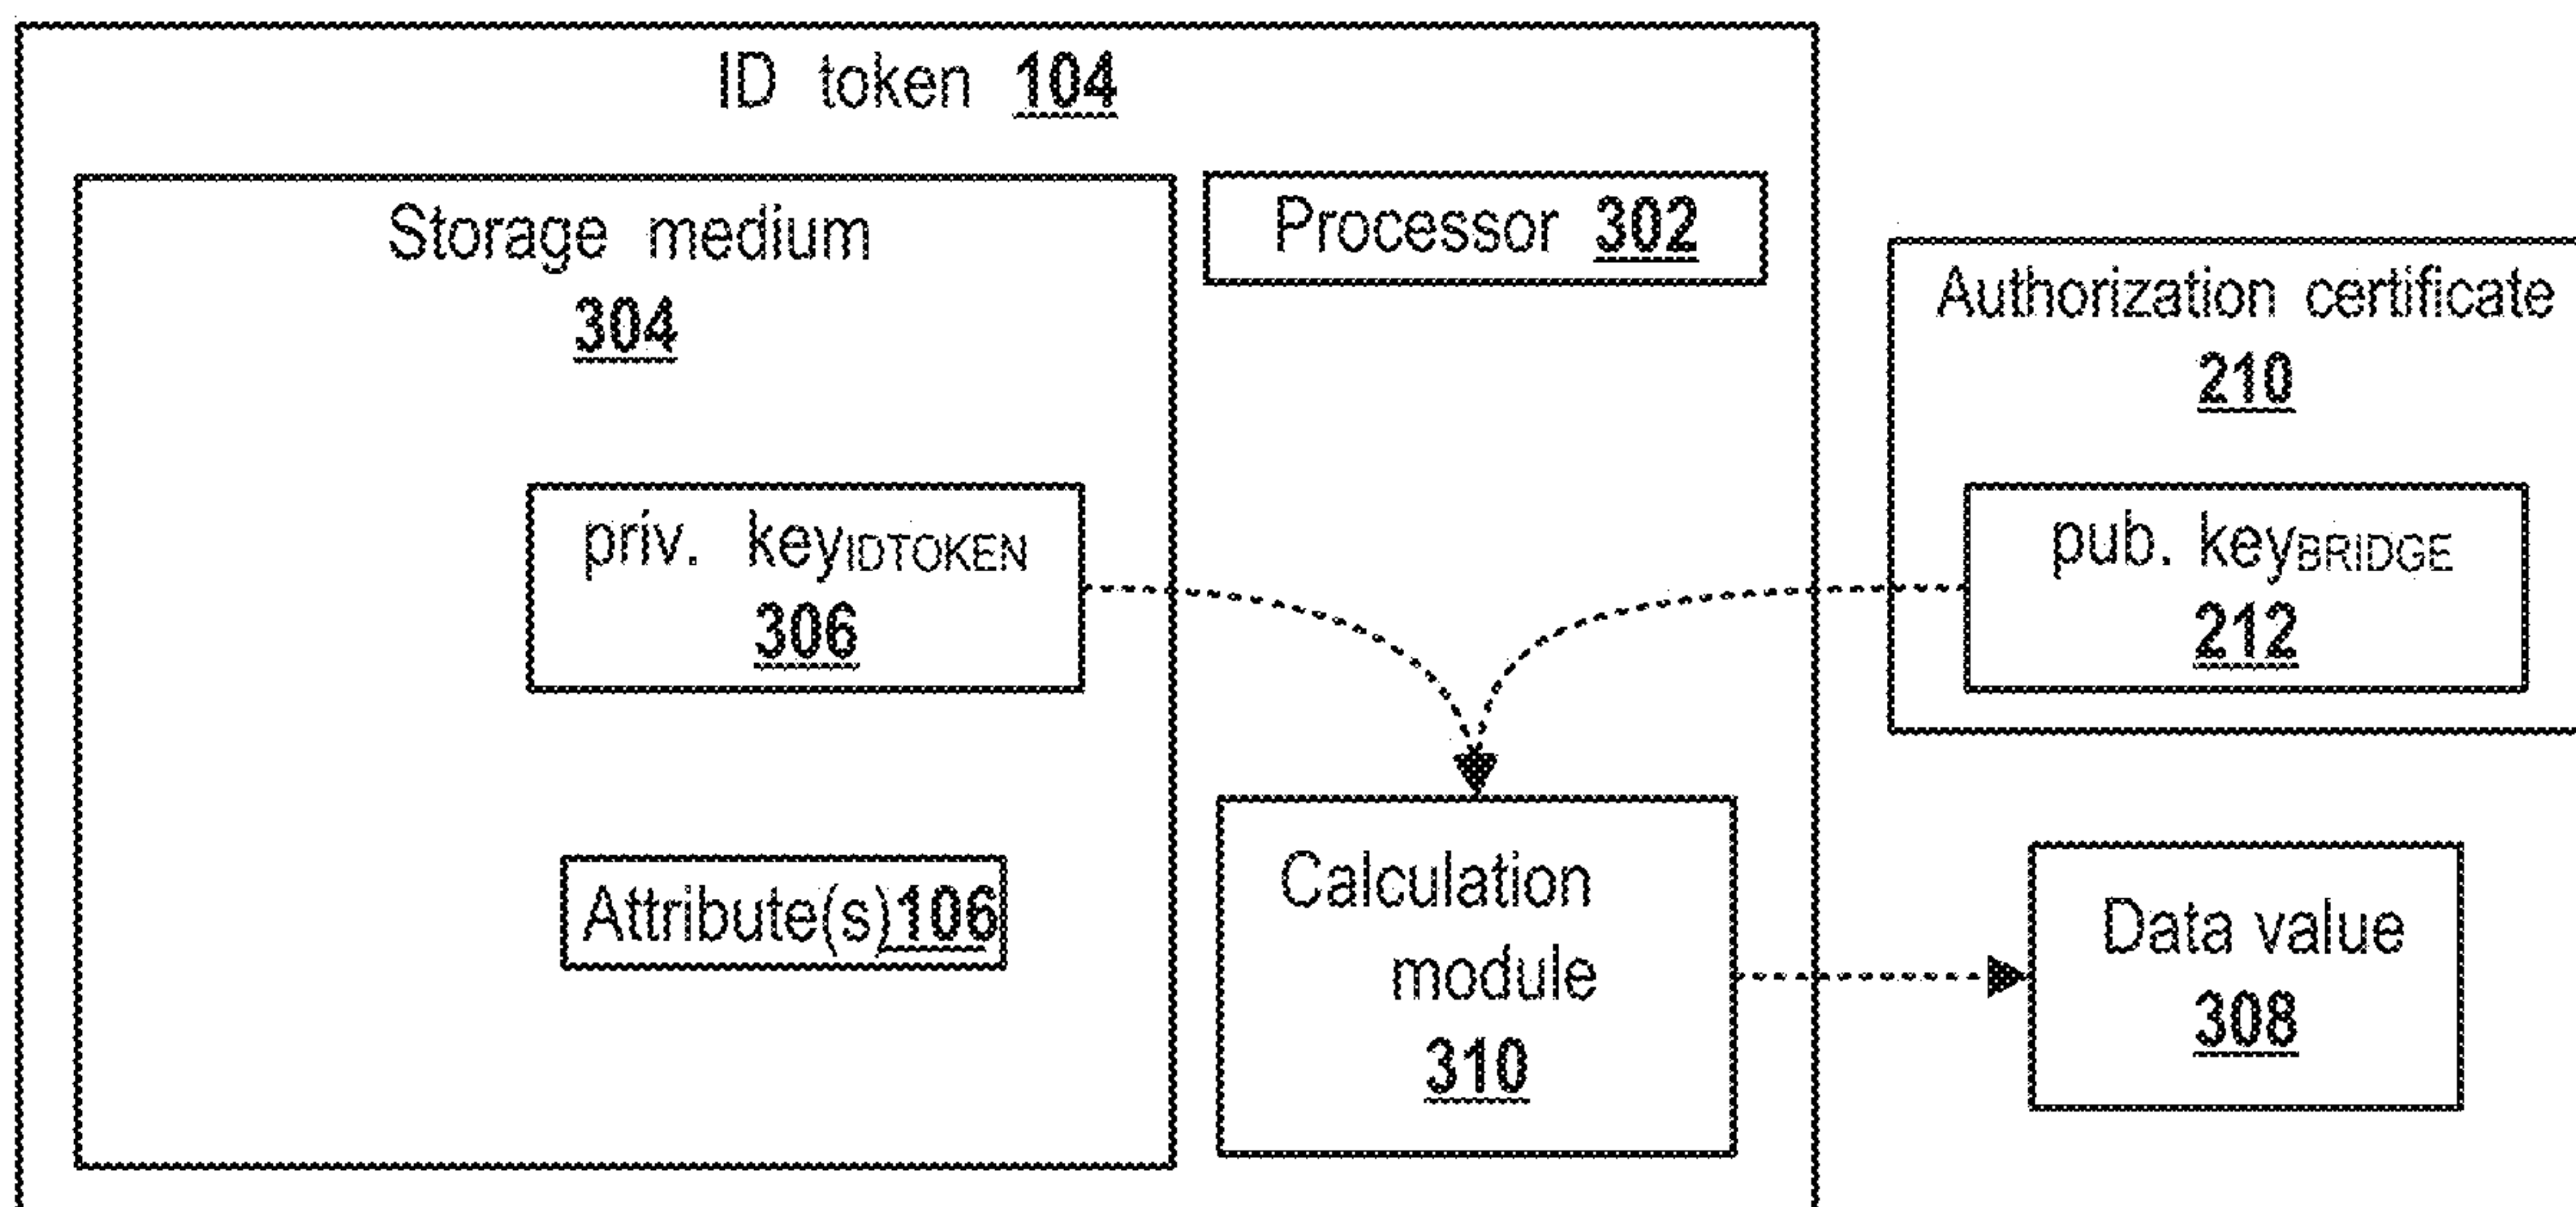 ID token 104
Storage medium
304
Processor 302
Authorization certificate
210
priv. keyIDTOKEN
306
pub. keyBRIDGE
212
Attribute(s)106
Calculation
module
310
Data value
308